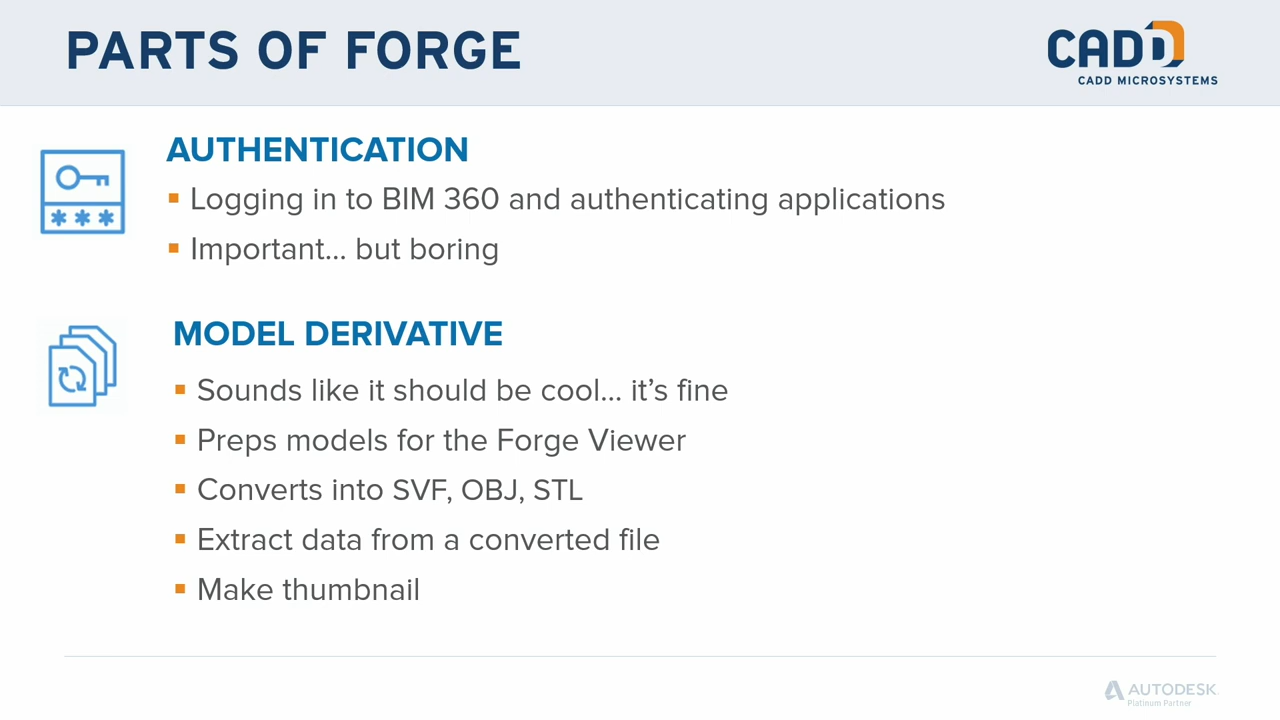 PARTS OF FORGE
CADD
CADD MICROSYSTEMS
AUTHENTICATION
Logging in to BIM 360 and authenticating applications
Important... but boring
MODEL DERIVATIVE
Sounds like it should be cool... it’s fine
Preps models for the Forge Viewer
Converts into SVF, OBJ, STL
Extract data from a converted file
Make thumbnail
AUTODESK
Platinum Partner